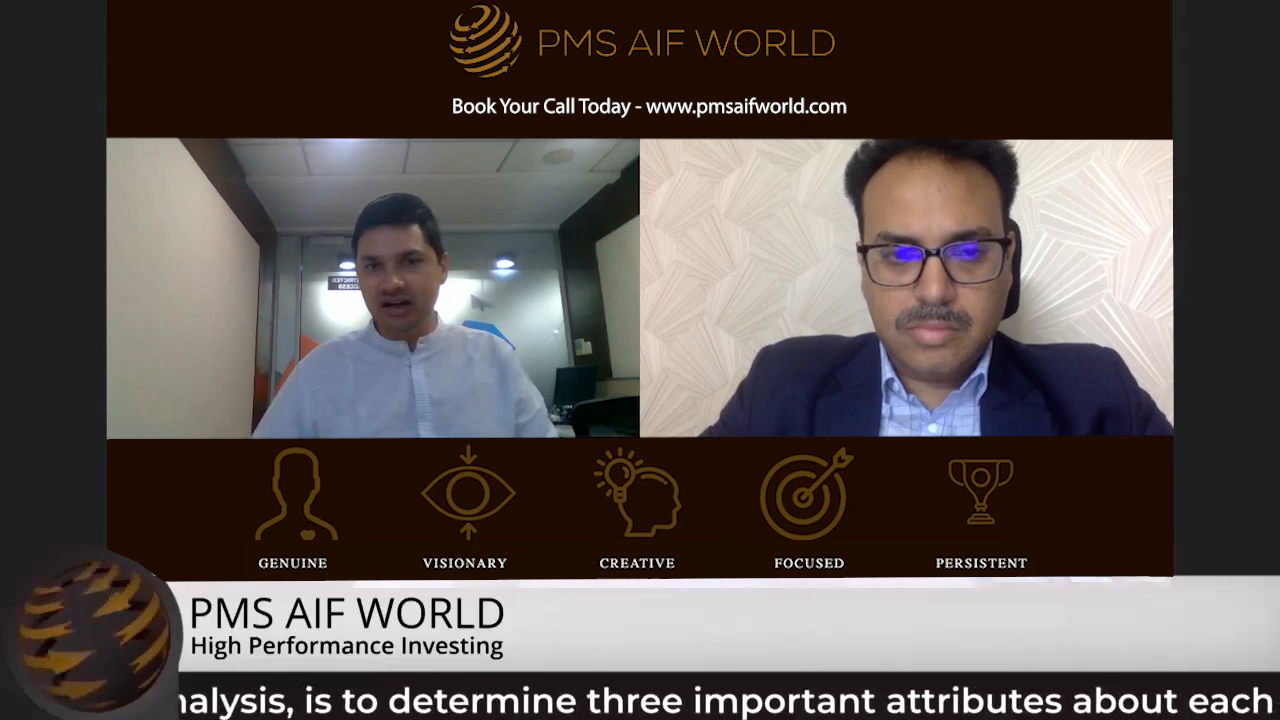 PMS AIF WORLD
Book Your Call Today - www.pmsaifworld.com
GENUINE
VISIONARY
CREATIVE
FOCUSED
PERSISTENT
PMS AIF WORLD
High Performance Investing
nalysis, is to determine three important attributes about each